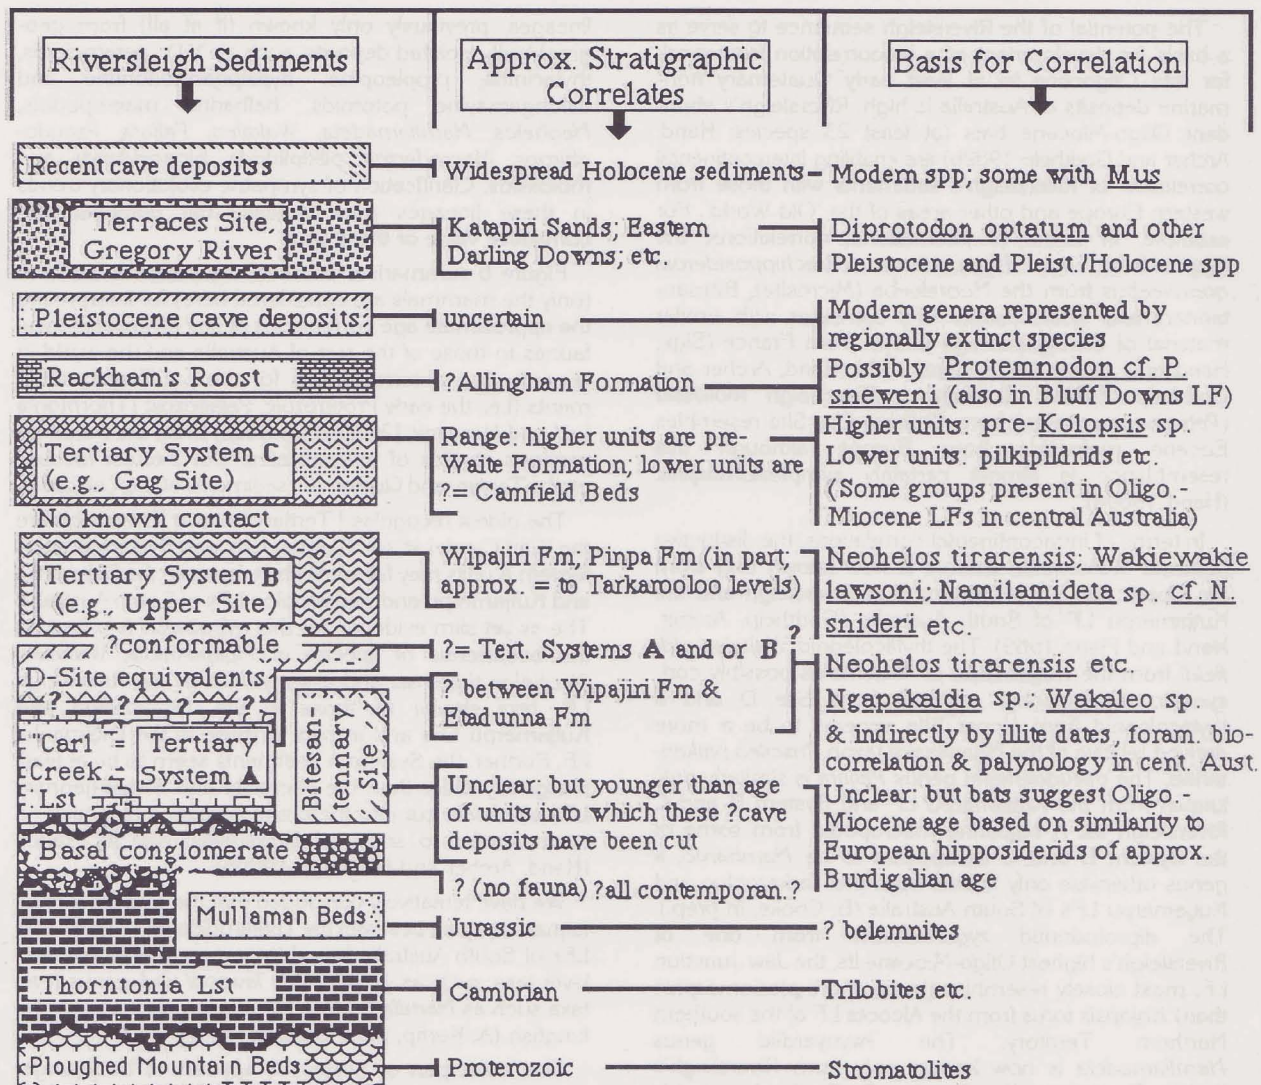 Riversleigh Sediments
Approx. Stratigraphic
Correlates
Basis for Correlation
Recent cave deposits
Widespread Holocene sediments
Modern spp, some with Mus
Terraces Site,
Gregory River
Katapiri Sands; Eastern
Darling Downs, etc.
Diprotodon optatum and other
Pleistocene and Pleist./Holocene spp
Pleistocene cave deposits
uncertain
Modern genera represented by
regionally extinct species
Rackham's Roost
?Allingham Formation
Possibly Protemnodon cf. P.
sneweni (also in Bluff Downs LF)
Tertiary System C
(e.g., Gag Site)
Range: higher units are pre-
Waite Formation; lower units are
?= Camfield Beds
Higher units: pre-Kolopsis sp.
Lower units: pilkipildrids etc.
(Some groups present in Oligo.-
Miocene LFs in central Australia)
No known contact
Tertiary System B
(e.g., Upper Site)
Wipajiri Fm; Pinpa Fm (in part;
approx. = to Tarkarooloo levels)
Neohelos tirarensis; Wakiewakie
lawsoni; Namilamideta sp. cf. N.
snideri etc.
?conformable
Site equivalents
?= Tert. Systems A and or B
?
Neohelos tirarensis etc.
? ? ? ?
"Carl
Creek
Lst
=
Tertiary
System A
Bitesan-
tennary
Site
between Wipajiri Fm &
Etadunna Fm
Ngapakaldia sp.; Wakaleo sp.
& indirectly by illite dates, foram. bio-
correlation & palynology in cent. Aust.
Unclear; but younger than age
of units into which these ?cave
deposits have been cut
Unclear; but bats suggest Oligo.-
Miocene age based on similarity to
European hipposiderids of approx.
Burdigalian age
Basal conglomerate
? (no fauna) ?all contemporan.?
Mullaman Beds
Jurassic
? belemnites
Thorntonia Lst
Cambrian
Trilobites etc.
Ploughed Mountain Beds
Proterozoic
Stromatolites